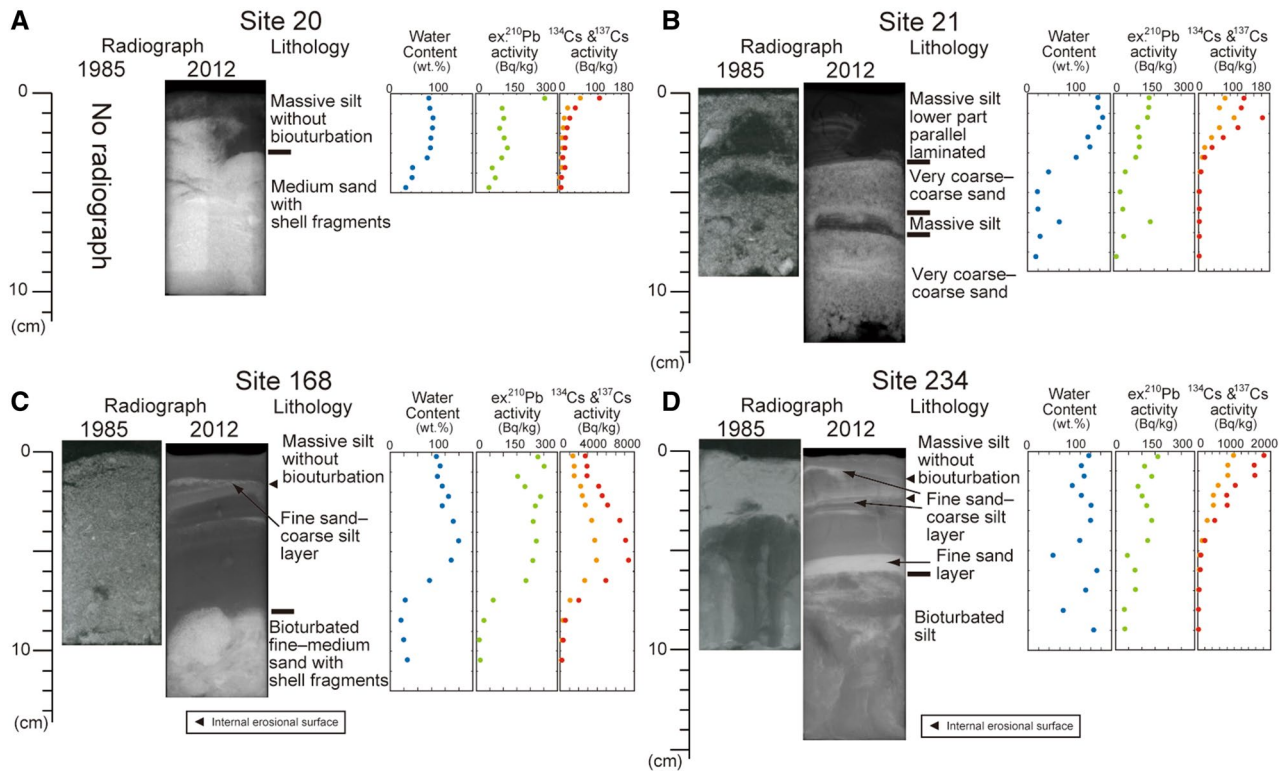 A
Site 20
Radiograph
1985
2012
Lithology
Water
Content
(wt.%)
0 100
ex.²¹⁰Pb
activity
(Bq/kg)
0 150 300
¹³⁴Cs &¹³⁷Cs
activity
(Bq/kg)
0 100 180
0
10
(cm)
No radiograph
Massive silt
without
biouturbation
Medium sand
with
shell fragments
B
Site 21
Radiograph
1985
2012
Lithology
Water
Content
(wt.%)
0 100
ex.²¹⁰Pb
activity
(Bq/kg)
0 150 300
¹³⁴Cs &¹³⁷Cs
activity
(Bq/kg)
0 60 120 180
0
10
(cm)
Massive silt
lower part
parallel
laminated
Very coarse–
coarse sand
Massive silt
Very coarse–
coarse sand
C
Site 168
Radiograph
1985
2012
Lithology
Water
Content
(wt.%)
0 100
ex.²¹⁰Pb
activity
(Bq/kg)
0 150 300
¹³⁴Cs &¹³⁷Cs
activity
(Bq/kg)
0 4000 8000
0
10
(cm)
Massive silt
without
biouturbation
Fine sand–
coarse silt
layer
Bioturbated
fine–medium
sand with
shell fragments
◄ Internal erosional surface
D
Site 234
Radiograph
1985
2012
Lithology
Water
Content
(wt.%)
0 100
ex.²¹⁰Pb
activity
(Bq/kg)
0 150 300
¹³⁴Cs &¹³⁷Cs
activity
(Bq/kg)
0 1000 2000
0
10
(cm)
Massive silt
without
biouturbation
Fine sand–
coarse silt
layer
Fine sand
layer
Bioturbated
silt
◄ Internal erosional surface